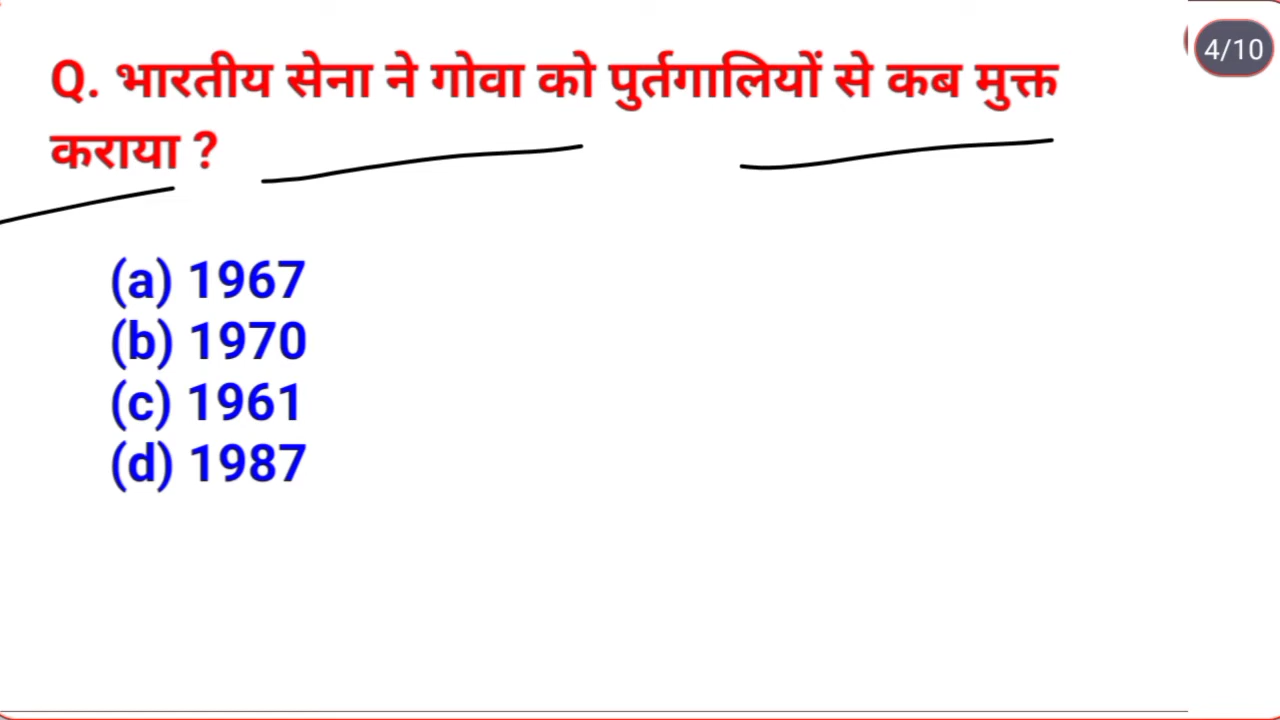 Q. भारतीय सेना ने गोवा को पुर्तगालियों से कब मुक्त
कराया ?
4/10
(a) 1967
(b) 1970
(c) 1961
(d) 1987